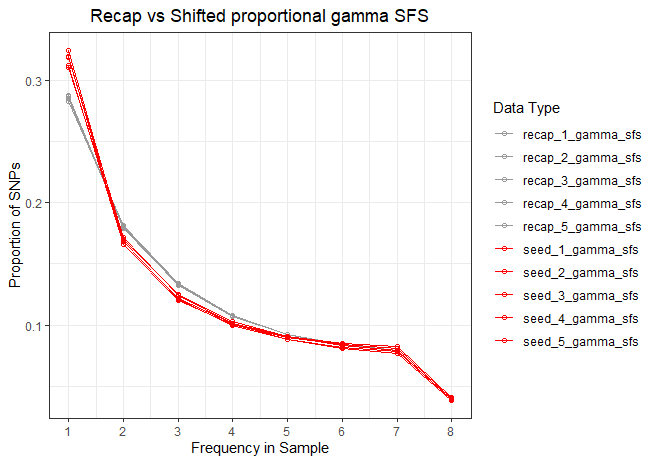 Recap vs Shifted proportional gamma SFS
Proportion of SNPs
0.3
0.2
0.1
1 2 3 4 5 6 7 8
Frequency in Sample
Data Type
recap_1_gamma_sfs
recap_2_gamma_sfs
recap_3_gamma_sfs
recap_4_gamma_sfs
recap_5_gamma_sfs
seed_1_gamma_sfs
seed_2_gamma_sfs
seed_3_gamma_sfs
seed_4_gamma_sfs
seed_5_gamma_sfs